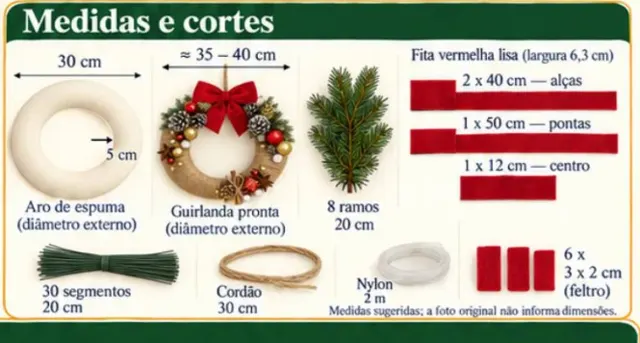 Medidas e cortes
30 cm
≈ 35 – 40 cm
Fita vermelha lisa (largura 6,3 cm)
2 x 40 cm — alças
1 x 50 cm — pontas
1 x 12 cm — centro
5 cm
Aro de espuma
(diâmetro externo)
Guirlanda pronta
(diâmetro externo)
8 ramos
20 cm
30 segmentos
20 cm
Cordão
30 cm
Nylon
2 m
6 x
3 x 2 cm
(feltro)
Medidas sugeridas; a foto original não informa dimensões.